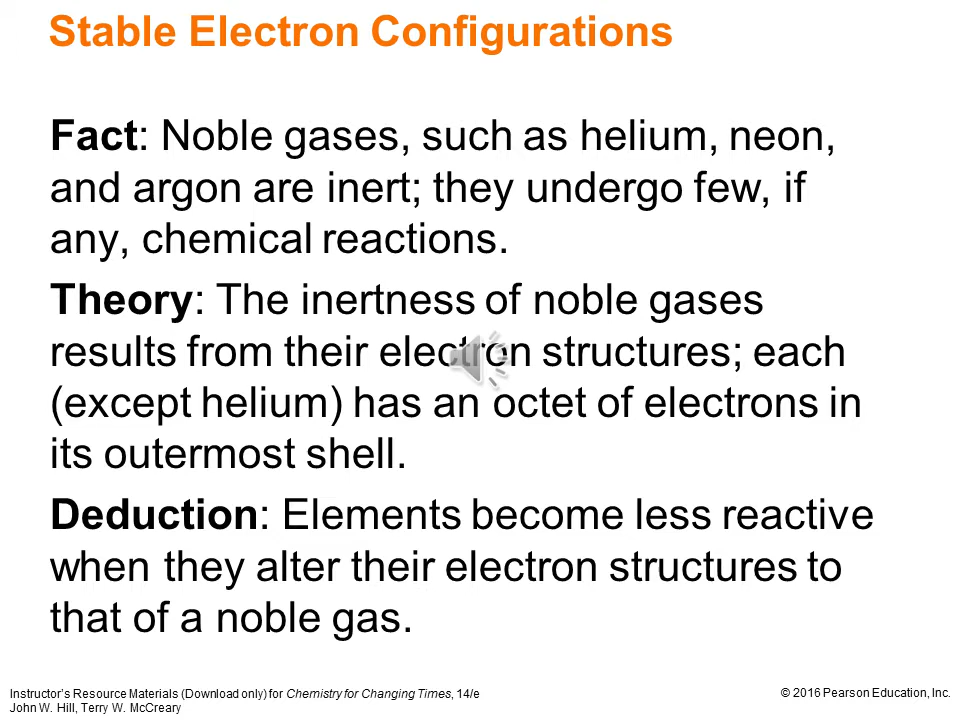 Stable Electron Configurations
Fact: Noble gases, such as helium, neon,
and argon are inert; they undergo few, if
any, chemical reactions.
Theory: The inertness of noble gases
results from their electron structures; each
(except helium) has an octet of electrons in
its outermost shell.
Deduction: Elements become less reactive
when they alter their electron structures to
that of a noble gas.
Instructor’s Resource Materials (Download only) for Chemistry for Changing Times, 14/e
John W. Hill, Terry W. McCreary
© 2016 Pearson Education, Inc.